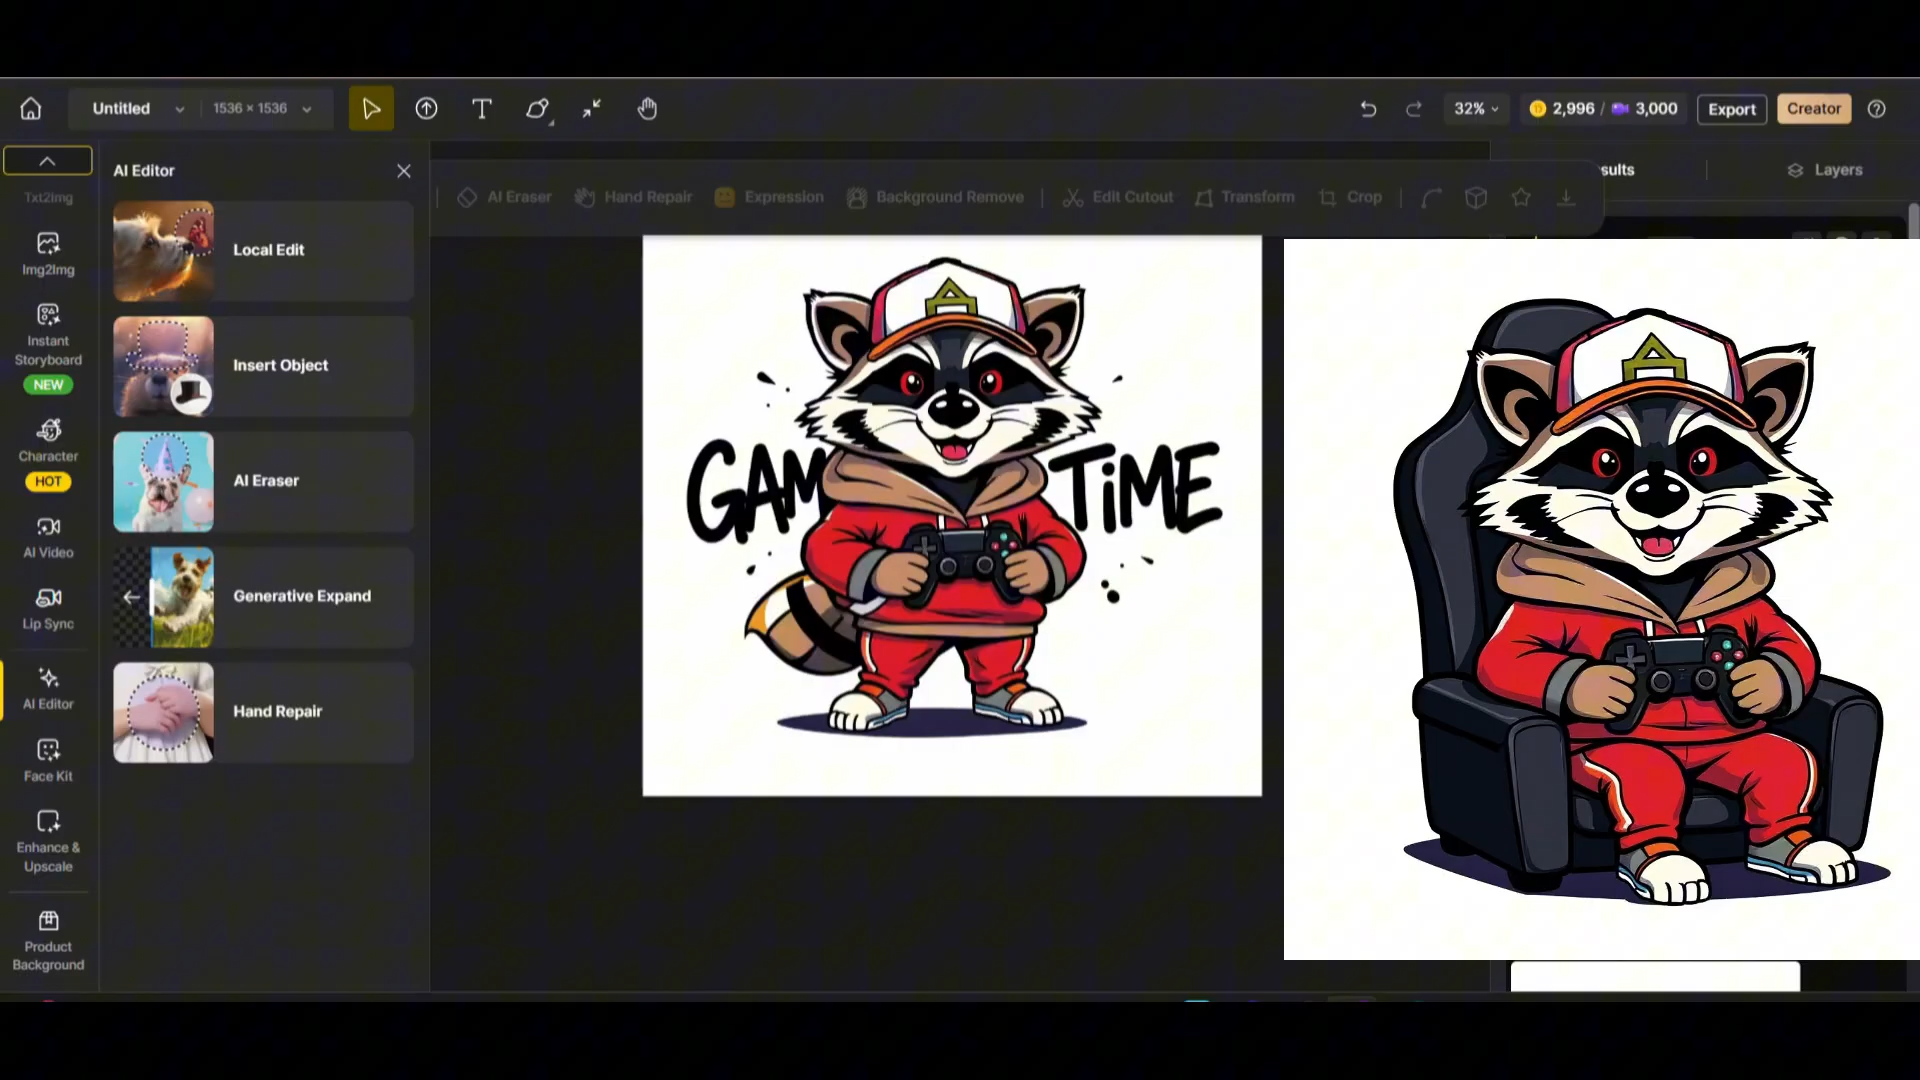 Untitled
1536 × 1536
32%
2,996 / 3,000
Export
Creator
AI Editor
AI Eraser
Hand Repair
Expression
Background Remove
Edit Cutout
Transform
Crop
sults
Layers
Txt2Img
Img2Img
Instant
Storyboard
NEW
Character
HOT
AI Video
Lip Sync
AI Editor
Face Kit
Enhance &
Upscale
Product
Background
Local Edit
Insert Object
AI Eraser
Generative Expand
Hand Repair
GAM TiME